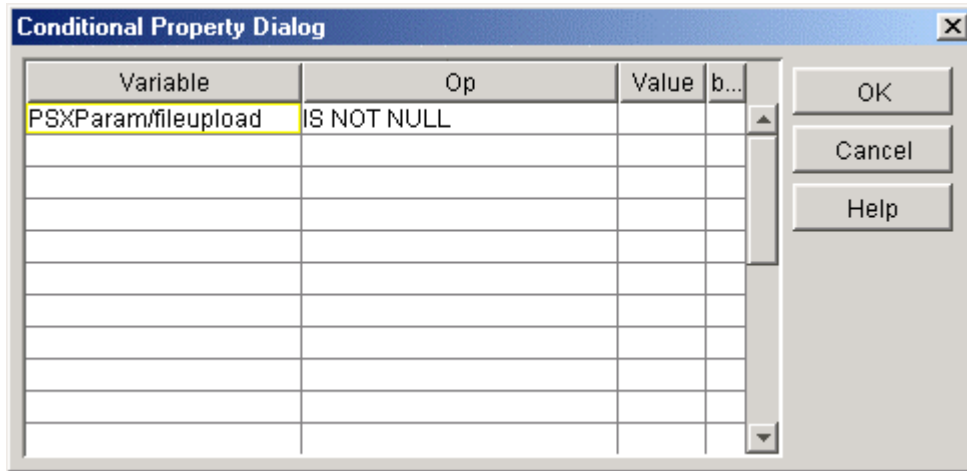 Conditional Property Dialog
Variable Op Value b...
PSXParam/fileupload IS NOT NULL
OK
Cancel
Help